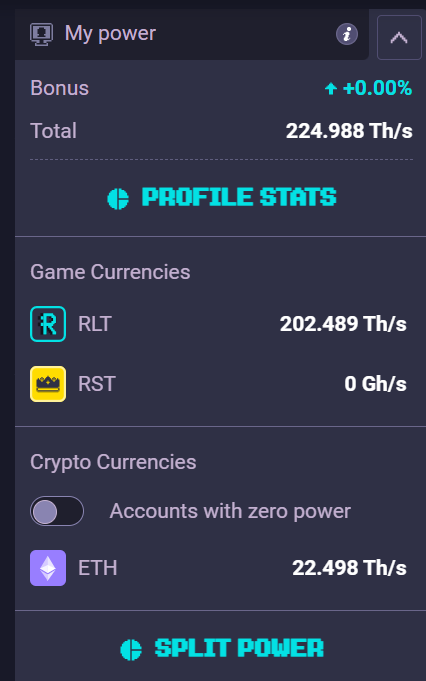 My power
Bonus +0.00%
Total 224.988 Th/s
PROFILE STATS
Game Currencies
RLT 202.489 Th/s
RST 0 Gh/s
Crypto Currencies
Accounts with zero power
ETH 22.498 Th/s
SPLIT POWER